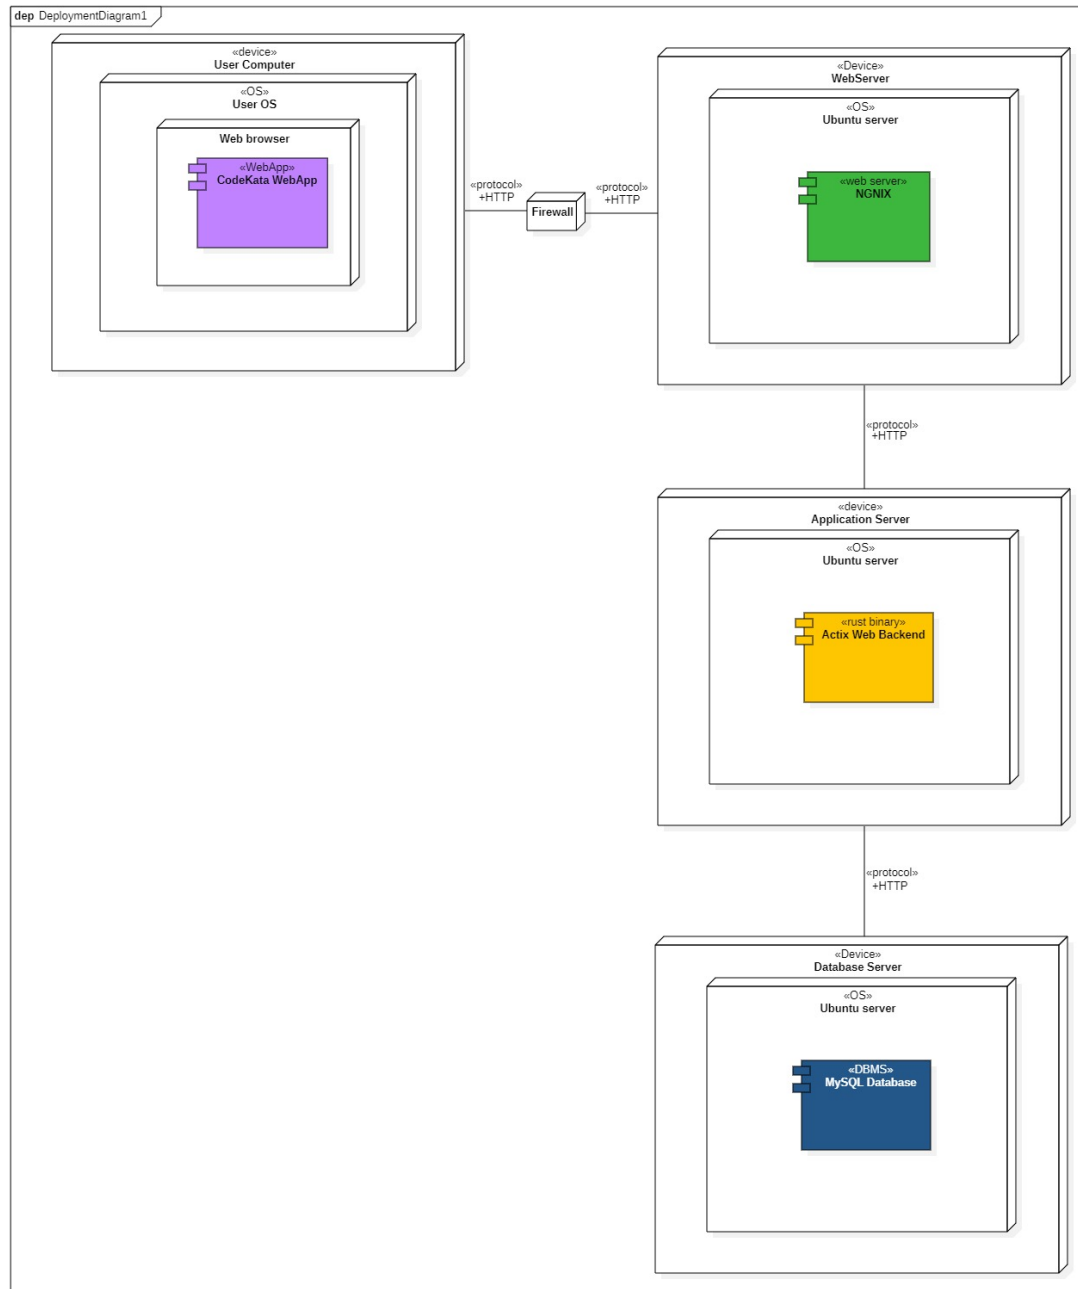 dep DeploymentDiagram1
«device»
User Computer
«OS»
User OS
Web browser
«WebApp»
CodeKata WebApp
«protocol»
+HTTP
Firewall
«protocol»
+HTTP
«Device»
WebServer
«OS»
Ubuntu server
«web server»
NGNIX
«protocol»
+HTTP
«device»
Application Server
«OS»
Ubuntu server
«rust binary»
Actix Web Backend
«protocol»
+HTTP
«Device»
Database Server
«OS»
Ubuntu server
«DBMS»
MySQL Database